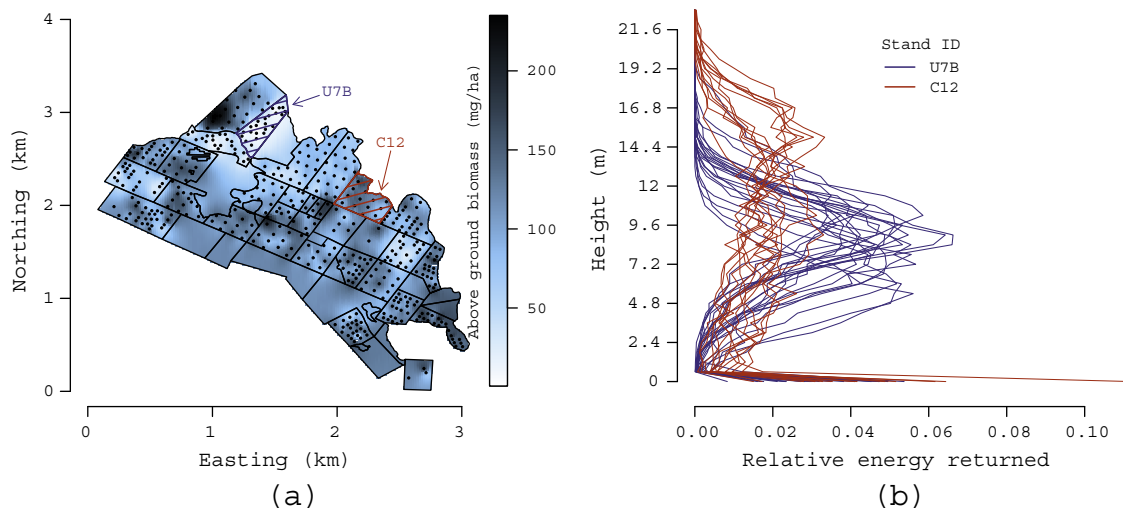 4
3
2
1
0
Northing (km)
0
1
2
3
Easting (km)
(a)
U7B
C12
200
150
100
50
Above ground biomass (mg/ha)
21.6
19.2
16.8
14.4
12
9.6
7.2
4.8
2.4
0
Height (m)
Stand ID
U7B
C12
0.00
0.02
0.04
0.06
0.08
0.10
Relative energy returned
(b)